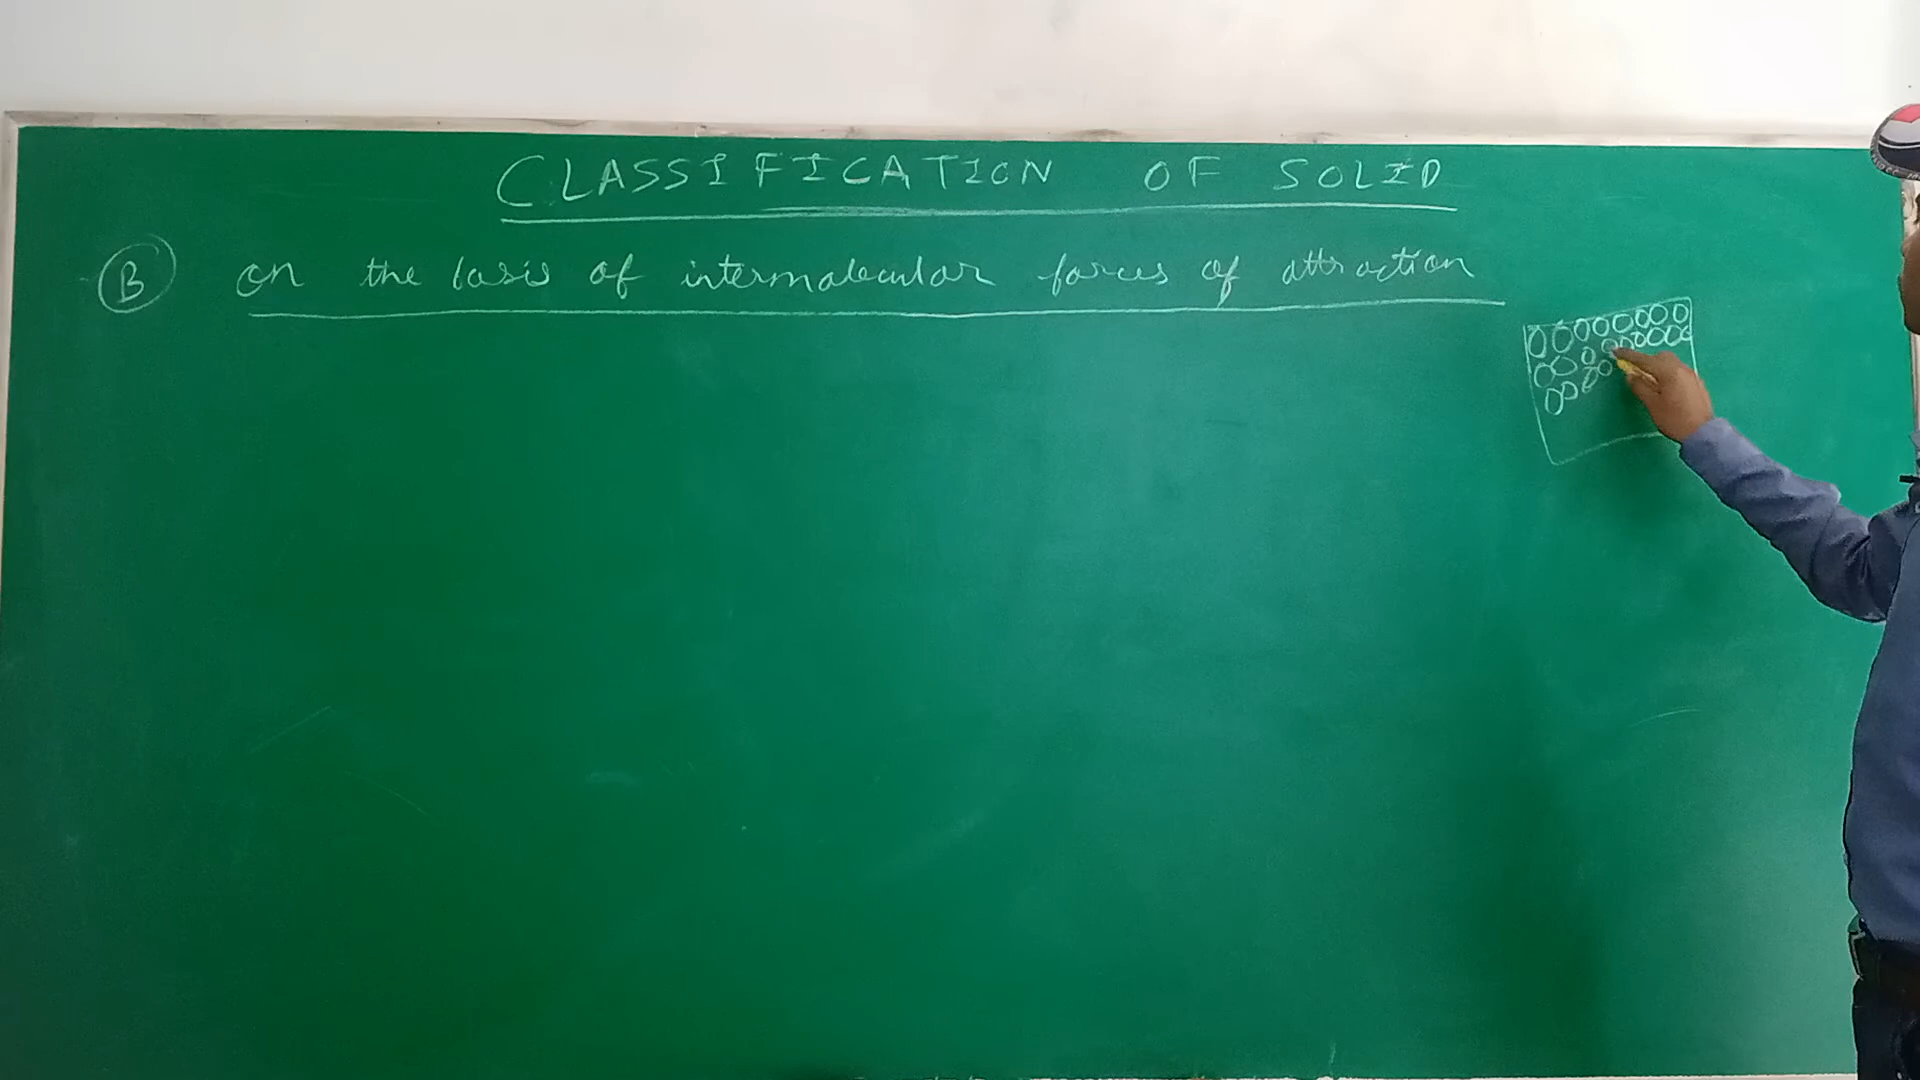 CLASSIFICATION OF SOLID
(B) on the basis of intermolecular forces of attraction